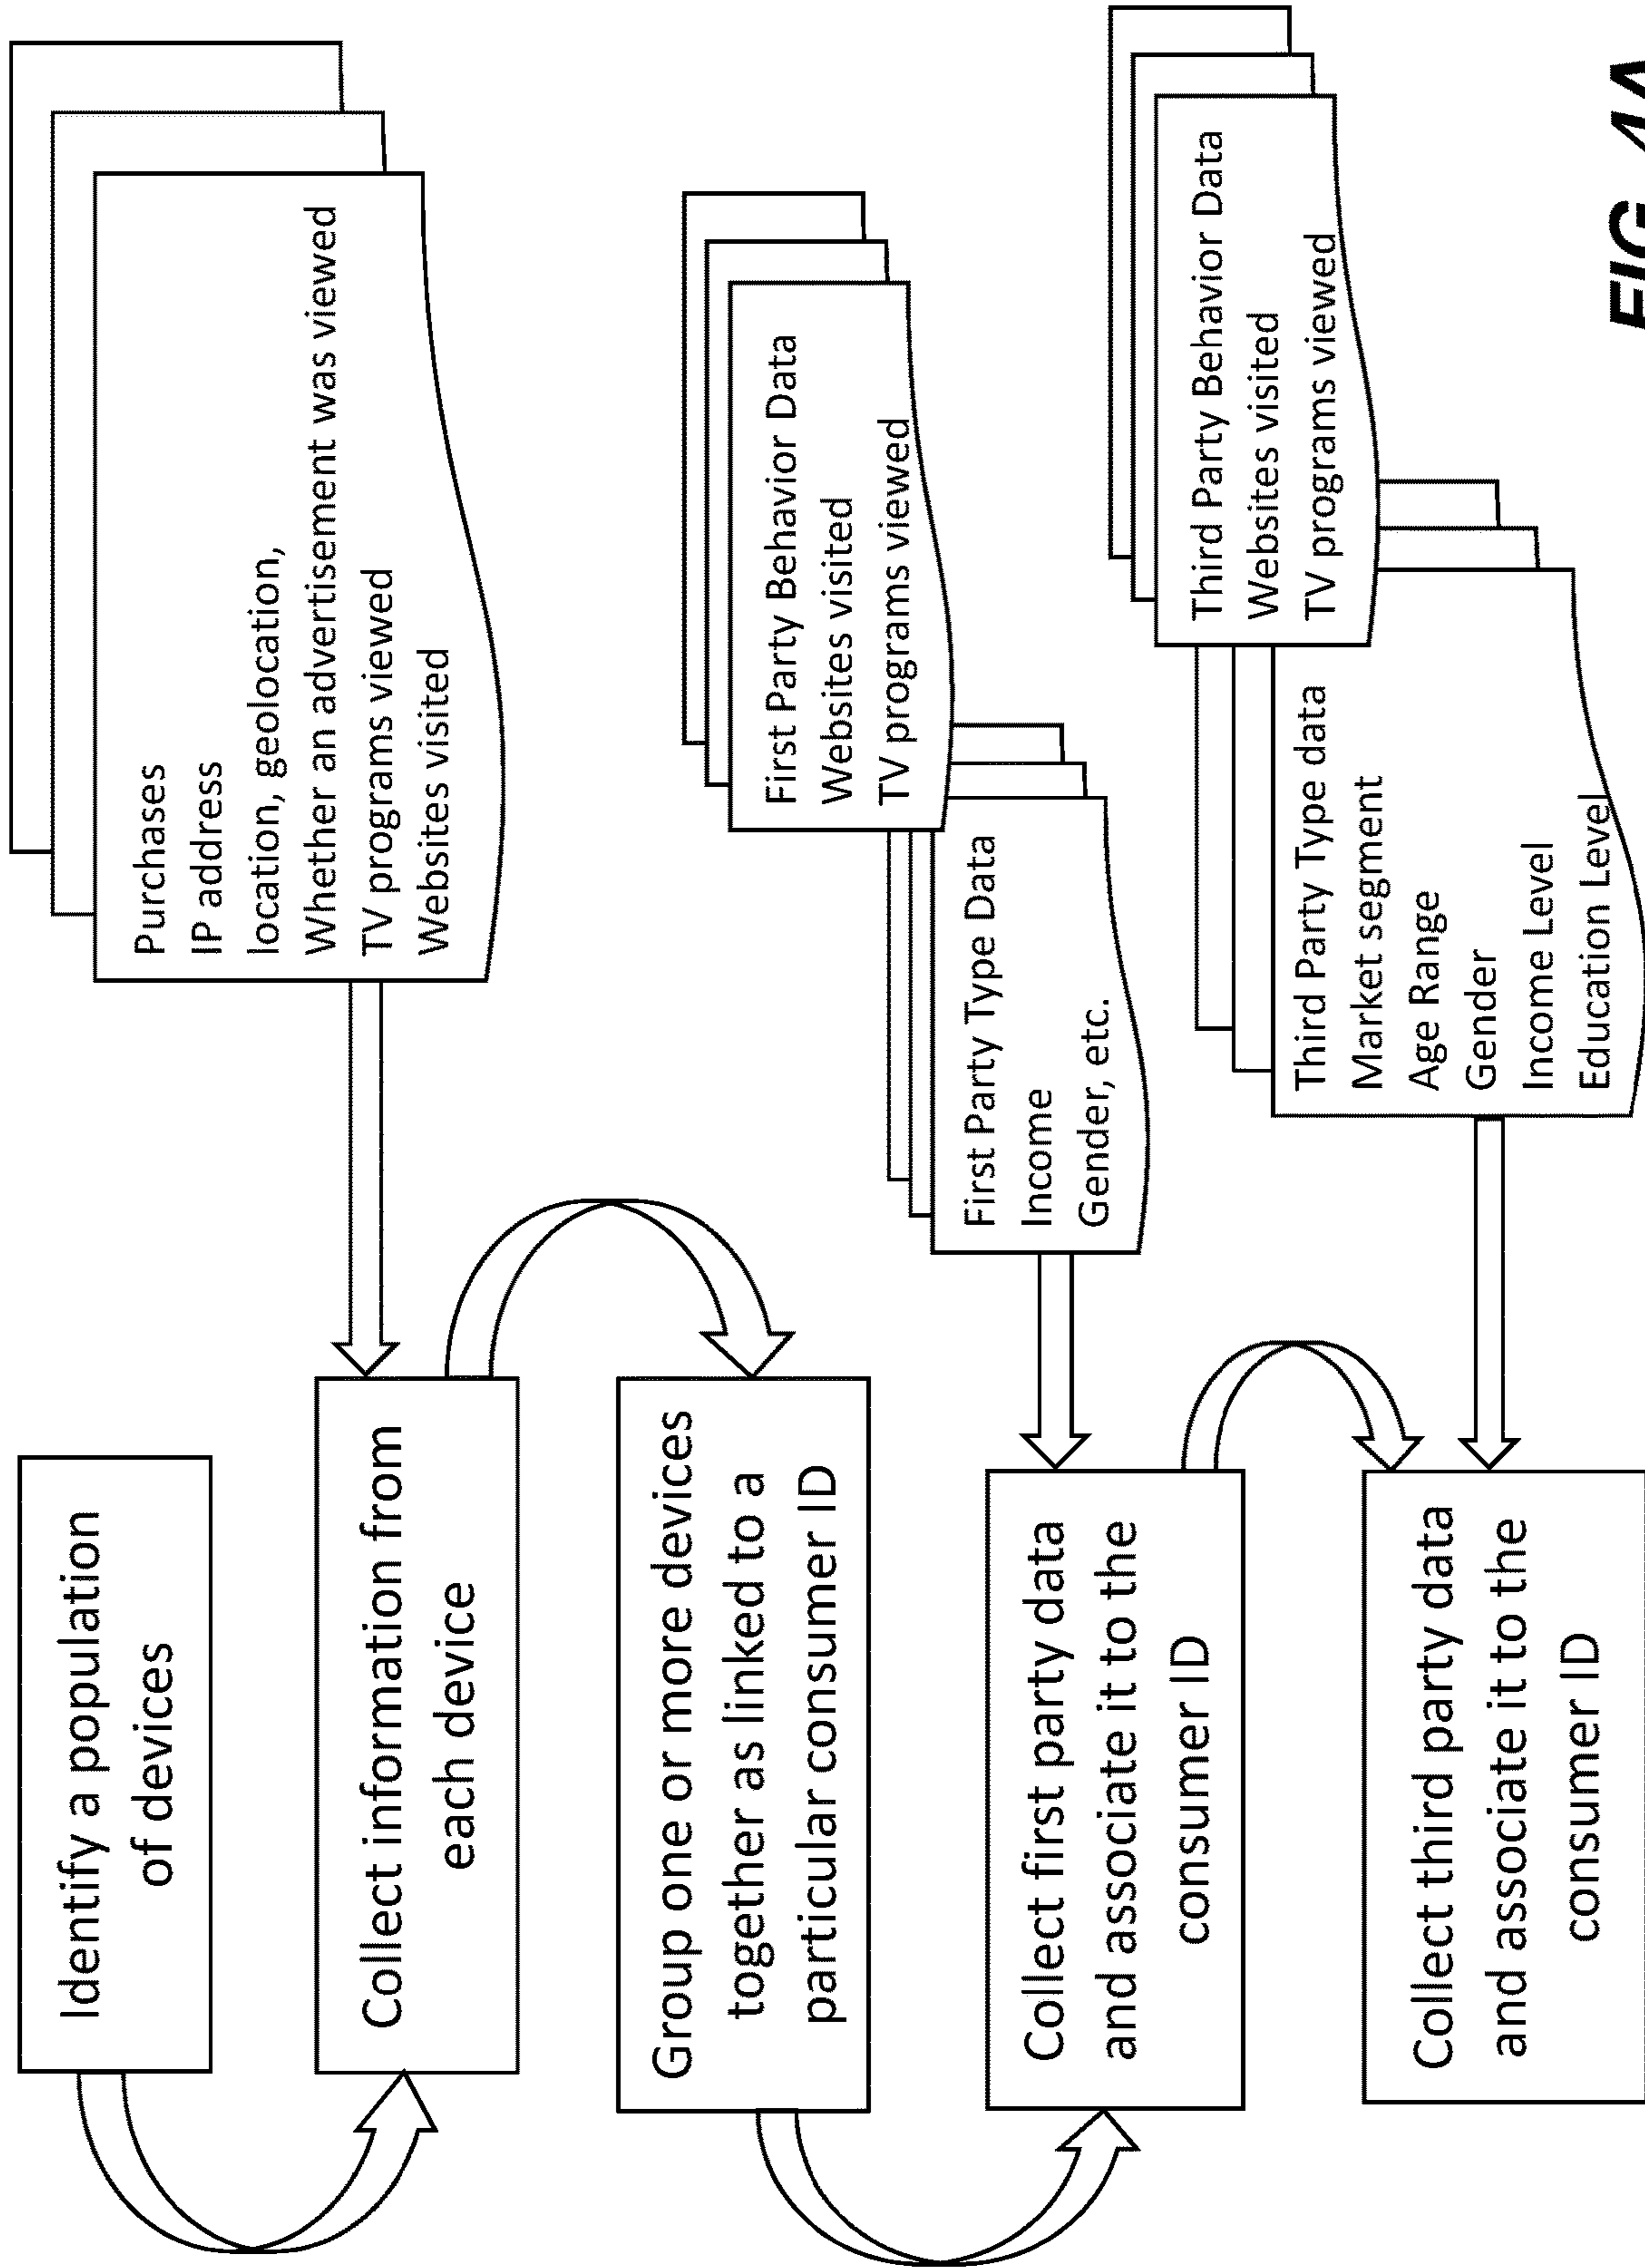 Identify a population
of devices
Collect information from
each device
Purchases
IP address
location, geolocation,
Whether an advertisement was viewed
TV programs viewed
Websites visited
Group one or more devices
together as linked to a
particular consumer ID
Collect first party data
and associate it to the
consumer ID
First Party Type Data
Income
Gender, etc.
First Party Behavior Data
Websites visited
TV programs viewed
Collect third party data
and associate it to the
consumer ID
Third Party Type data
Market segment
Age Range
Gender
Income Level
Education Level
Third Party Behavior Data
Websites visited
TV programs viewed
FIG. 4A